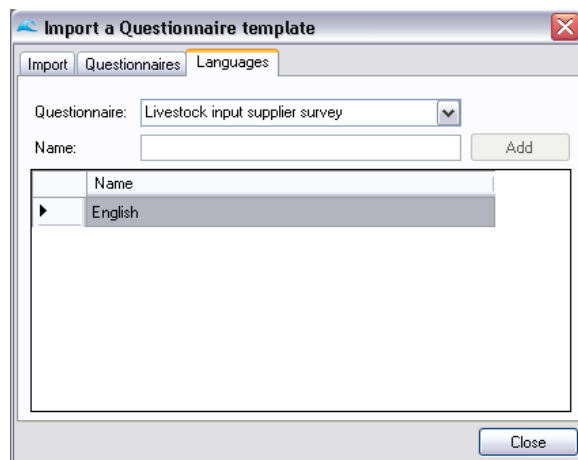 Import a Questionnaire template
Import Questionnaires Languages
Questionnaire: Livestock input supplier survey
Name: Add
Name
English
Close